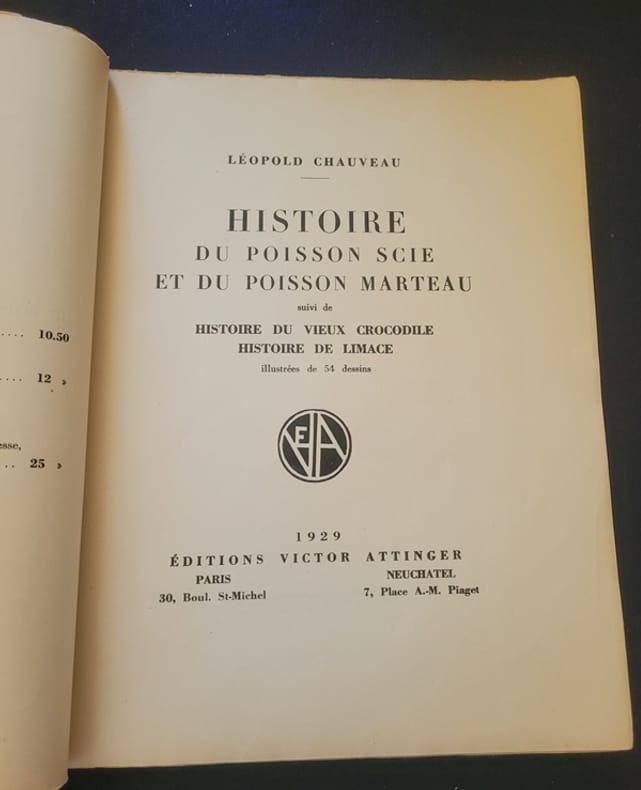 .... 10.50
.... 12 »
esse,
.. 25 »
LÉOPOLD CHAUVEAU
HISTOIRE
DU POISSON SCIE
ET DU POISSON MARTEAU
suivi de
HISTOIRE DU VIEUX CROCODILE
HISTOIRE DE LIMACE
illustrées de 54 dessins
VEA
1929
ÉDITIONS VICTOR ATTINGER
PARIS NEUCHATEL
30, Boul. St-Michel 7, Place A.-M. Piaget